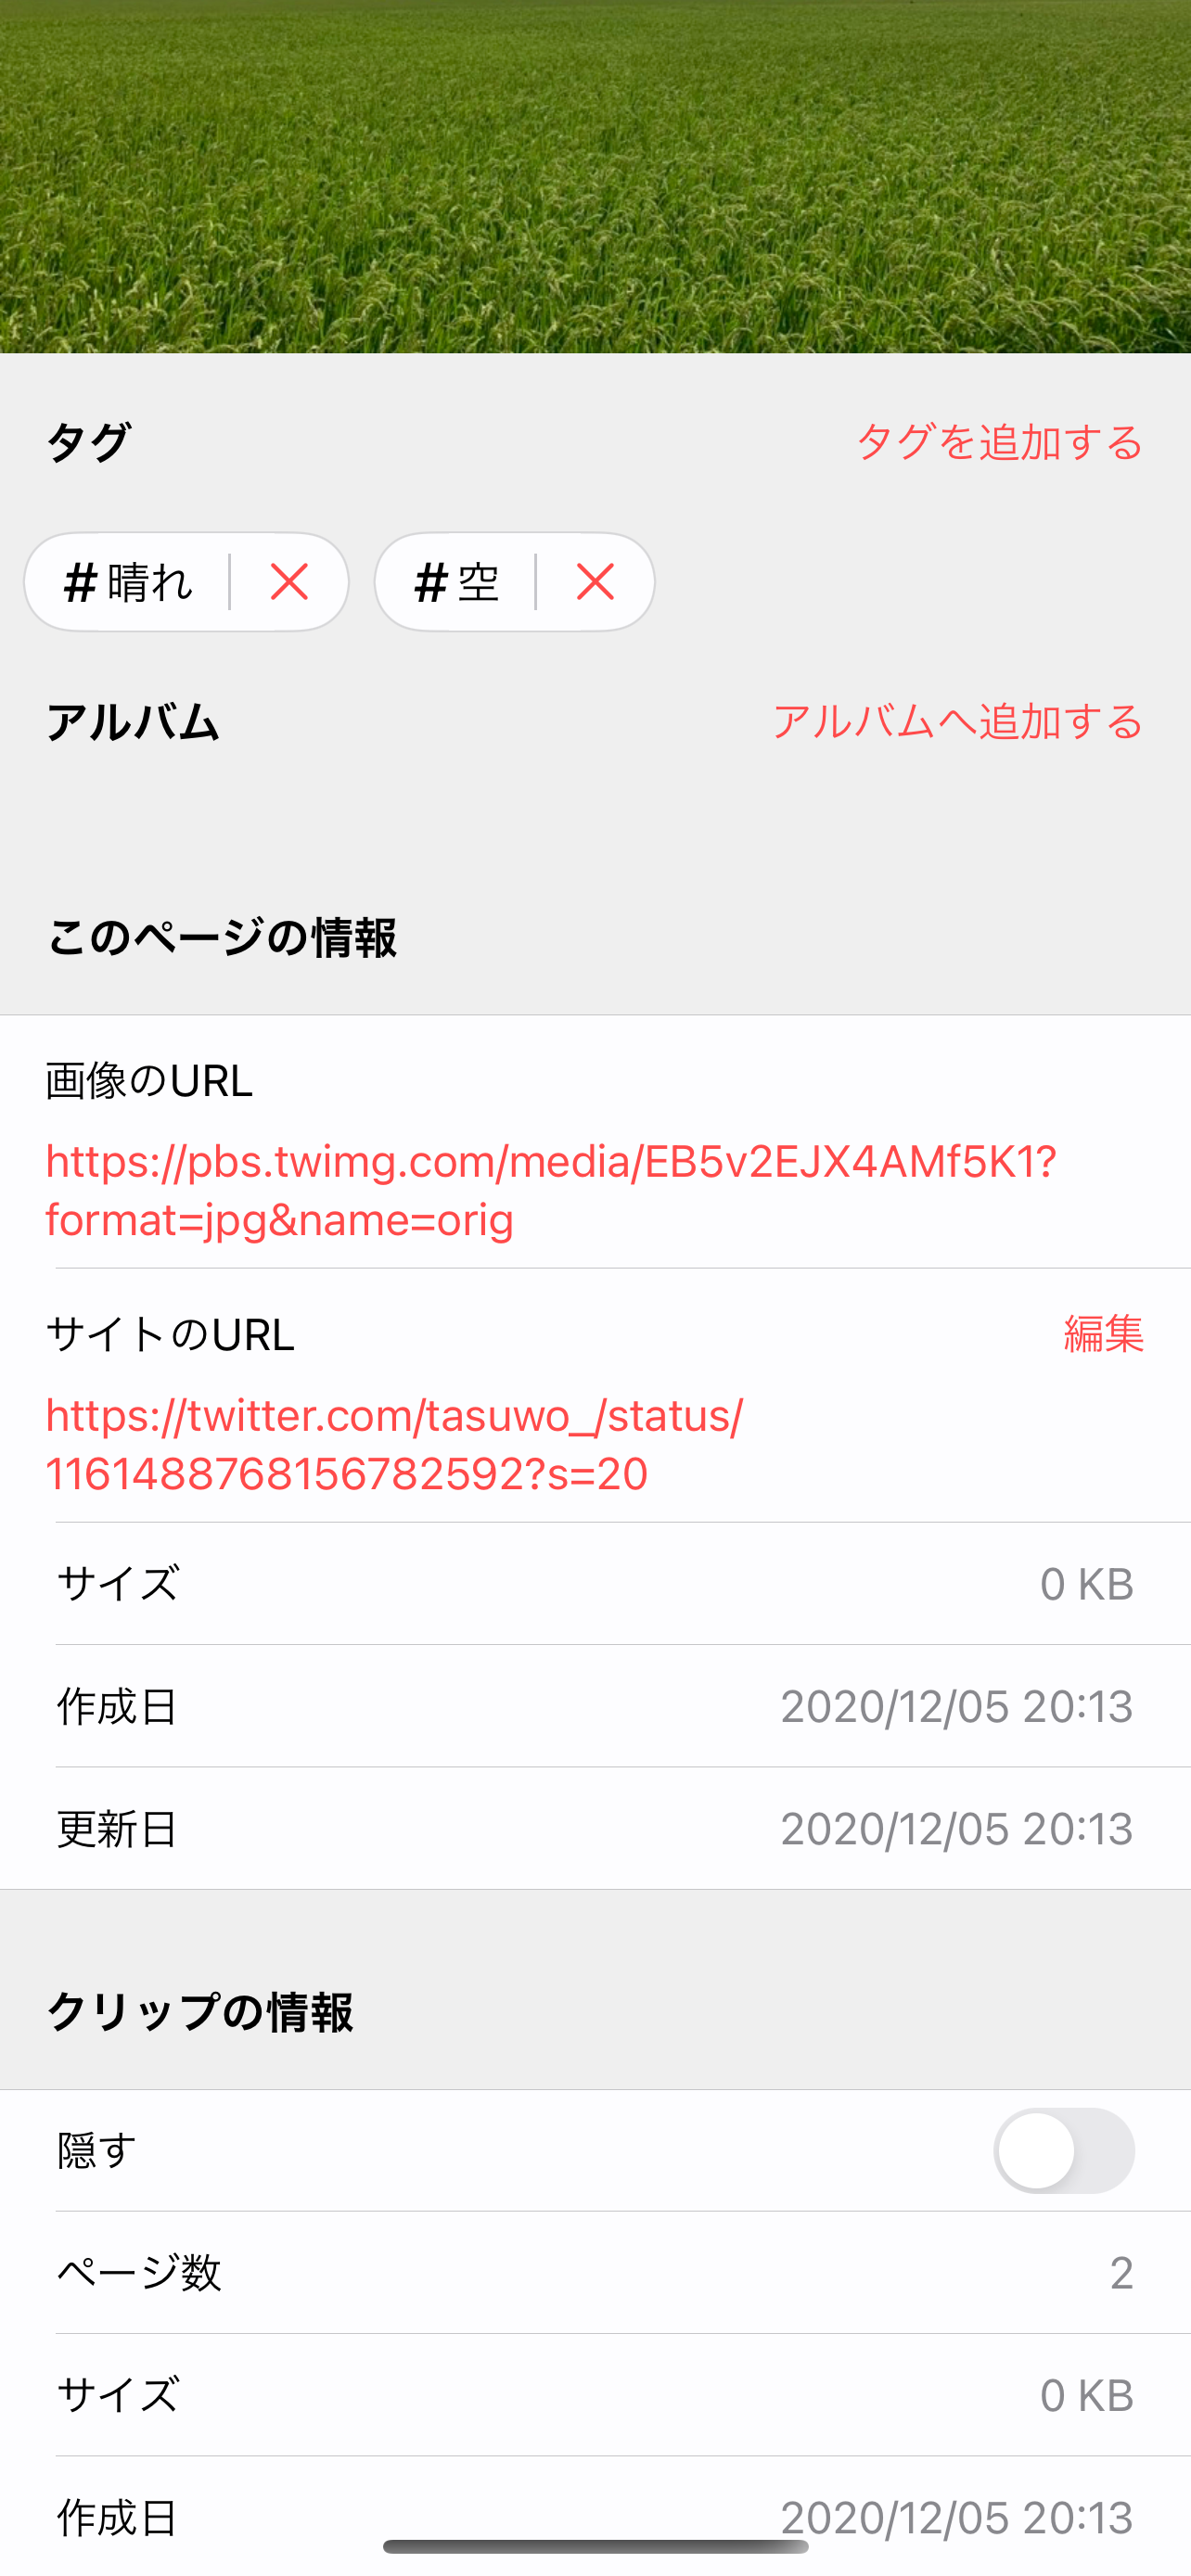 タグ
タグを追加する
#晴れ
#空
アルバム
アルバムへ追加する
このページの情報
画像のURL
https://pbs.twimg.com/media/EB5v2EJX4AMf5K1?
format=jpg&name=orig
サイトのURL
編集
https://twitter.com/tasuwo_/status/
1161488768156782592?s=20
サイズ
0 KB
作成日
2020/12/05 20:13
更新日
2020/12/05 20:13
クリップの情報
隠す
ページ数
2
サイズ
0 KB
作成日
2020/12/05 20:13